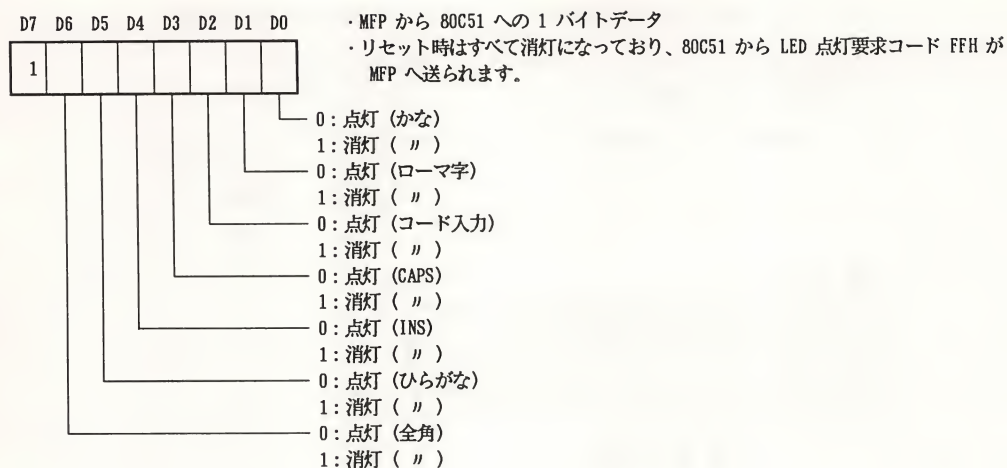 D7 D6 D5 D4 D3 D2 D1 D0
1
・MFP から 80C51 への 1 バイトデータ
・リセット時はすべて消灯になっており、80C51 から LED 点灯要求コード FFH が
MFP へ送られます。
0:点灯 (かな)
1:消灯 ( 〃 )
0:点灯 (ローマ字)
1:消灯 ( 〃 )
0:点灯 (コード入力)
1:消灯 ( 〃 )
0:点灯 (CAPS)
1:消灯 ( 〃 )
0:点灯 (INS)
1:消灯 ( 〃 )
0:点灯 (ひらがな)
1:消灯 ( 〃 )
0:点灯 (全角)
1:消灯 ( 〃 )